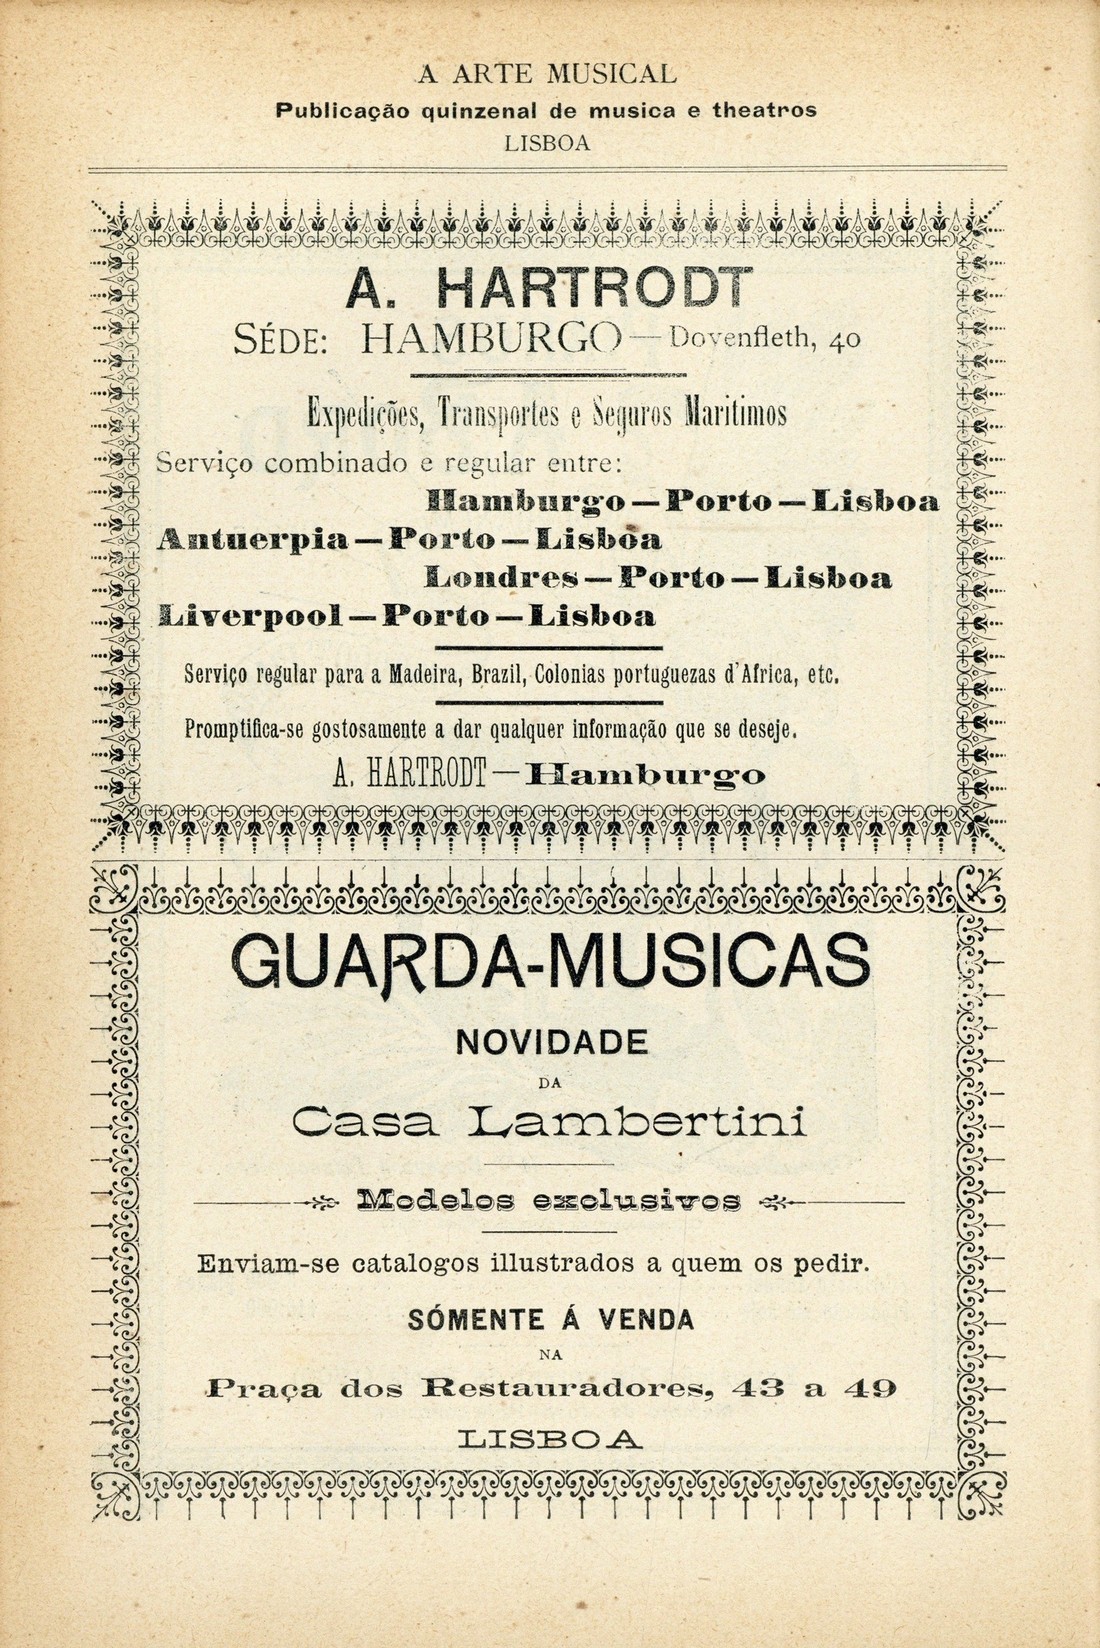 A ARTE MUSICAL
Publicação quinzenal de musica e theatros
LISBOA
A. HARTRODT
SÉDE: HAMBURGO — Dovenfleth, 40
Expedições, Transportes e Seguros Maritimos
Serviço combinado e regular entre:
Hamburgo — Porto — Lisboa
Antuerpia — Porto — Lisboa
Londres — Porto — Lisboa
Liverpool — Porto — Lisboa
Serviço regular para a Madeira, Brazil, Colonias portuguezas d'Africa, etc.
Promptifica-se gostosamente a dar qualquer informação que se deseje.
A. HARTRODT — Hamburgo
GUARDA-MUSICAS
NOVIDADE
DA
Casa Lambertini
Modelos exclusivos
Enviam-se catalogos illustrados a quem os pedir.
SÓMENTE Á VENDA
NA
Praça dos Restauradores, 43 a 49
LISBOA